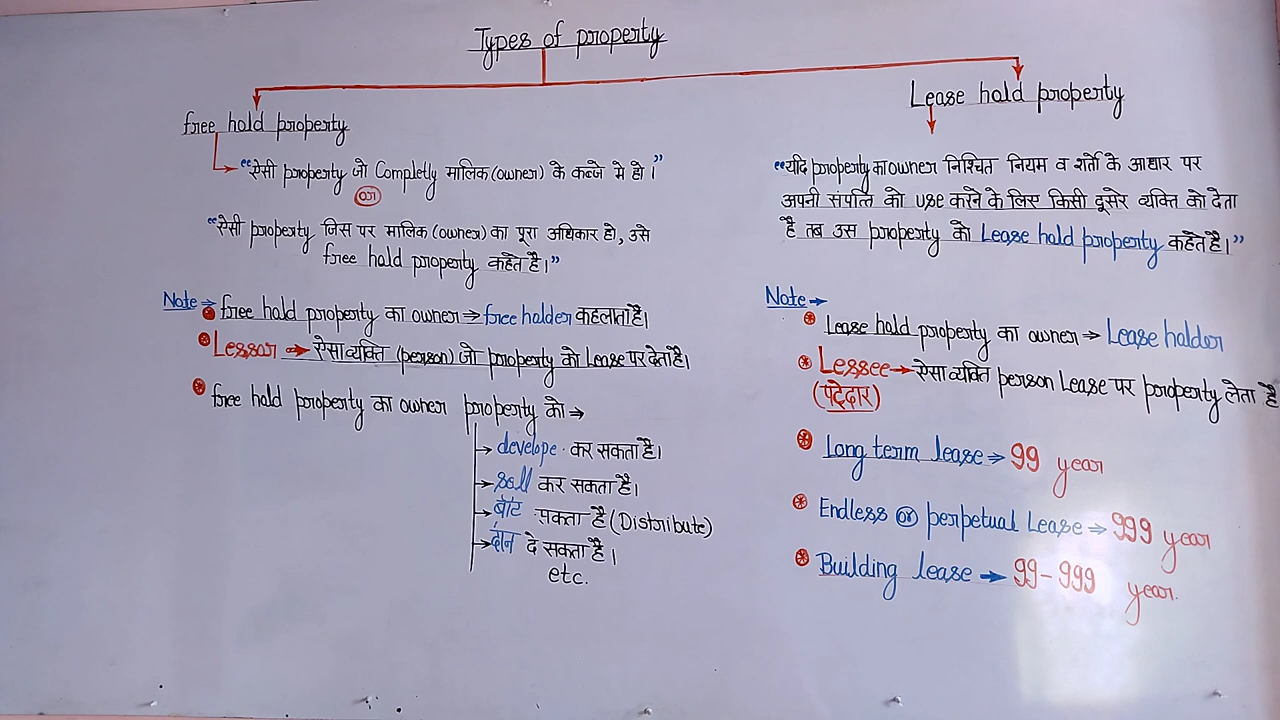 Types of property
free hold property
"ऐसी property जो Completly मालिक (owner) के कब्जे मे हो।"
or
"ऐसी property जिस पर मालिक (owner) का पूरा अधिकार हो, उसे
free hold property कहते है।"
Note ⇒
free hold property का owner ⇒ free holder कहलाता है।
Lessor → ऐसा व्यक्ति (person) जो property को Lease पर देता है।
free hold property का owner property को →
develope कर सकता है।
sell कर सकता है।
बाँट सकता है (Distribute)
दान दे सकता है।
etc.
Lease hold property
"यदि property का owner निश्चित नियम व शर्तो के आधार पर
अपनी संपत्ति को use करने के लिए किसी दूसरे व्यक्ति को देता
है तब उस property को Lease hold property कहते है।"
Note →
Lease hold property का owner → Lease holder
Lessee → ऐसा व्यक्ति person Lease पर property लेता है
(पट्टेदार)
Long term lease ⇒ 99 year
Endless or perpetual Lease ⇒ 999 year
Building lease → 99-999 year.